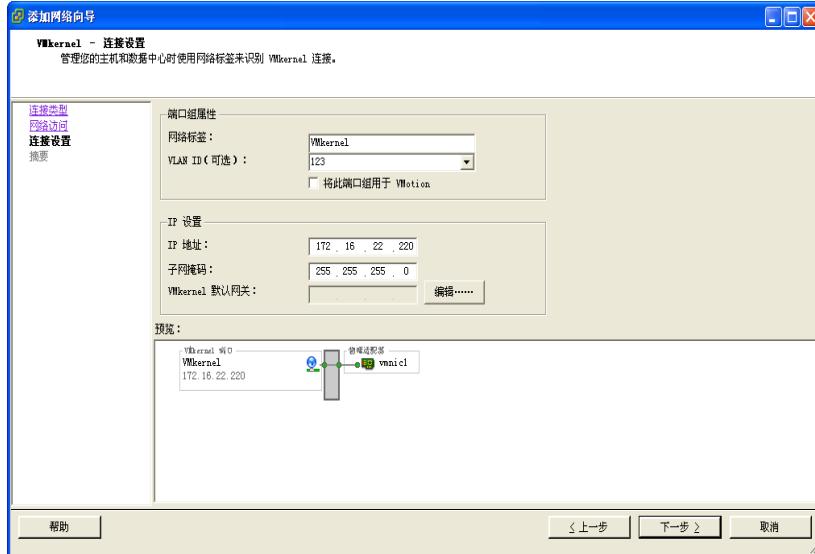 添加网络向导
VMkernel - 连接设置
管理您的主机和数据中心时使用网络标签来识别 VMkernel 连接。
连接类型
网络访问
连接设置
摘要
端口组属性
网络标签：
VMkernel
VLAN ID（可选）：
123
将此端口组用于 VMotion
IP 设置
IP 地址：
172 . 16 . 22 . 220
子网掩码：
255 . 255 . 255 . 0
VMkernel 默认网关：
编辑……
预览：
VMkernel 端口
物理适配器
VMkernel
vmnic1
172.16.22.220
帮助
< 上一步
下一步 >
取消